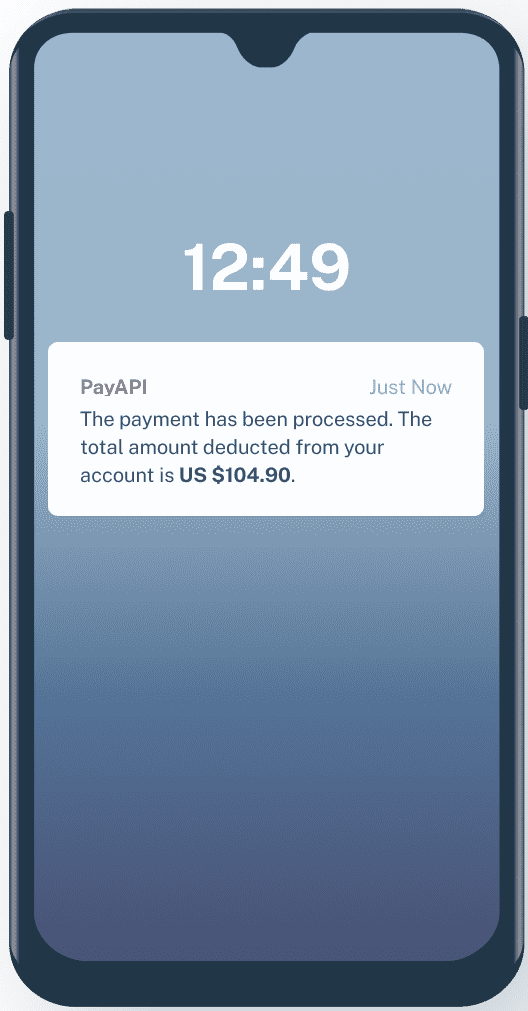 12:49
PayAPI Just Now
The payment has been processed. The
total amount deducted from your
account is US $104.90.